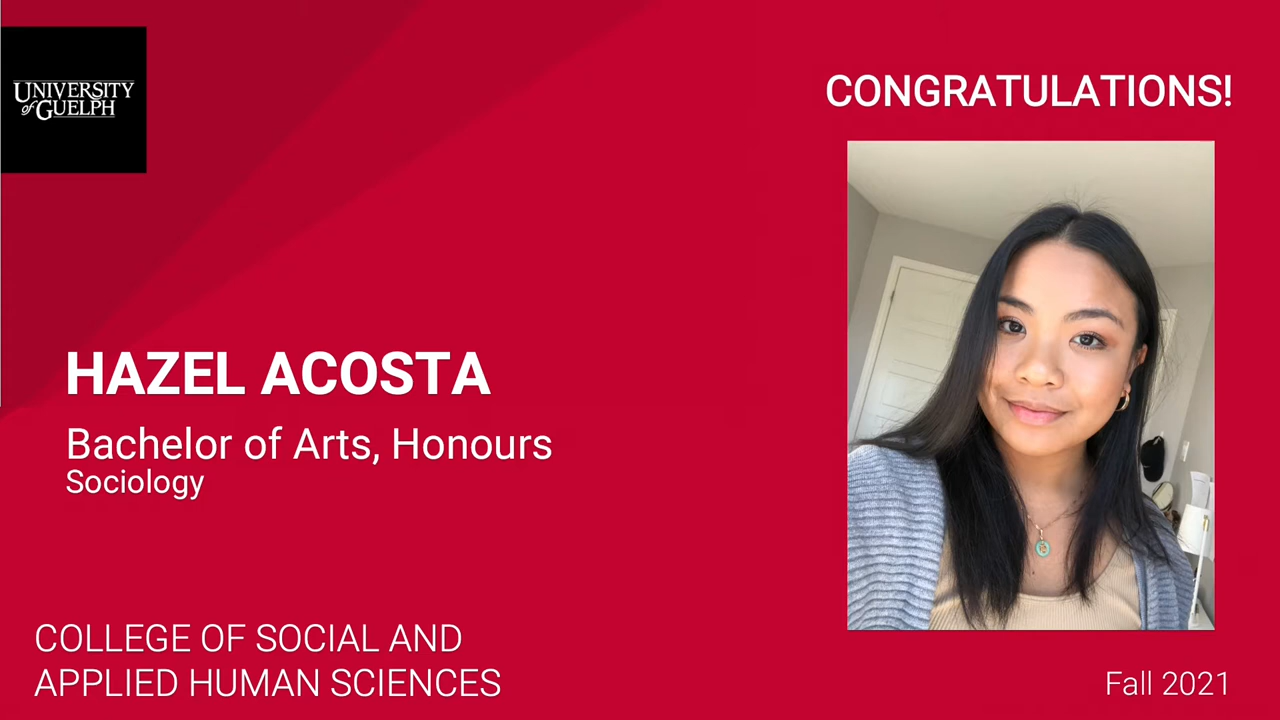 UNIVERSITY
of GUELPH
CONGRATULATIONS!
HAZEL ACOSTA
Bachelor of Arts, Honours
Sociology
COLLEGE OF SOCIAL AND
APPLIED HUMAN SCIENCES
Fall 2021